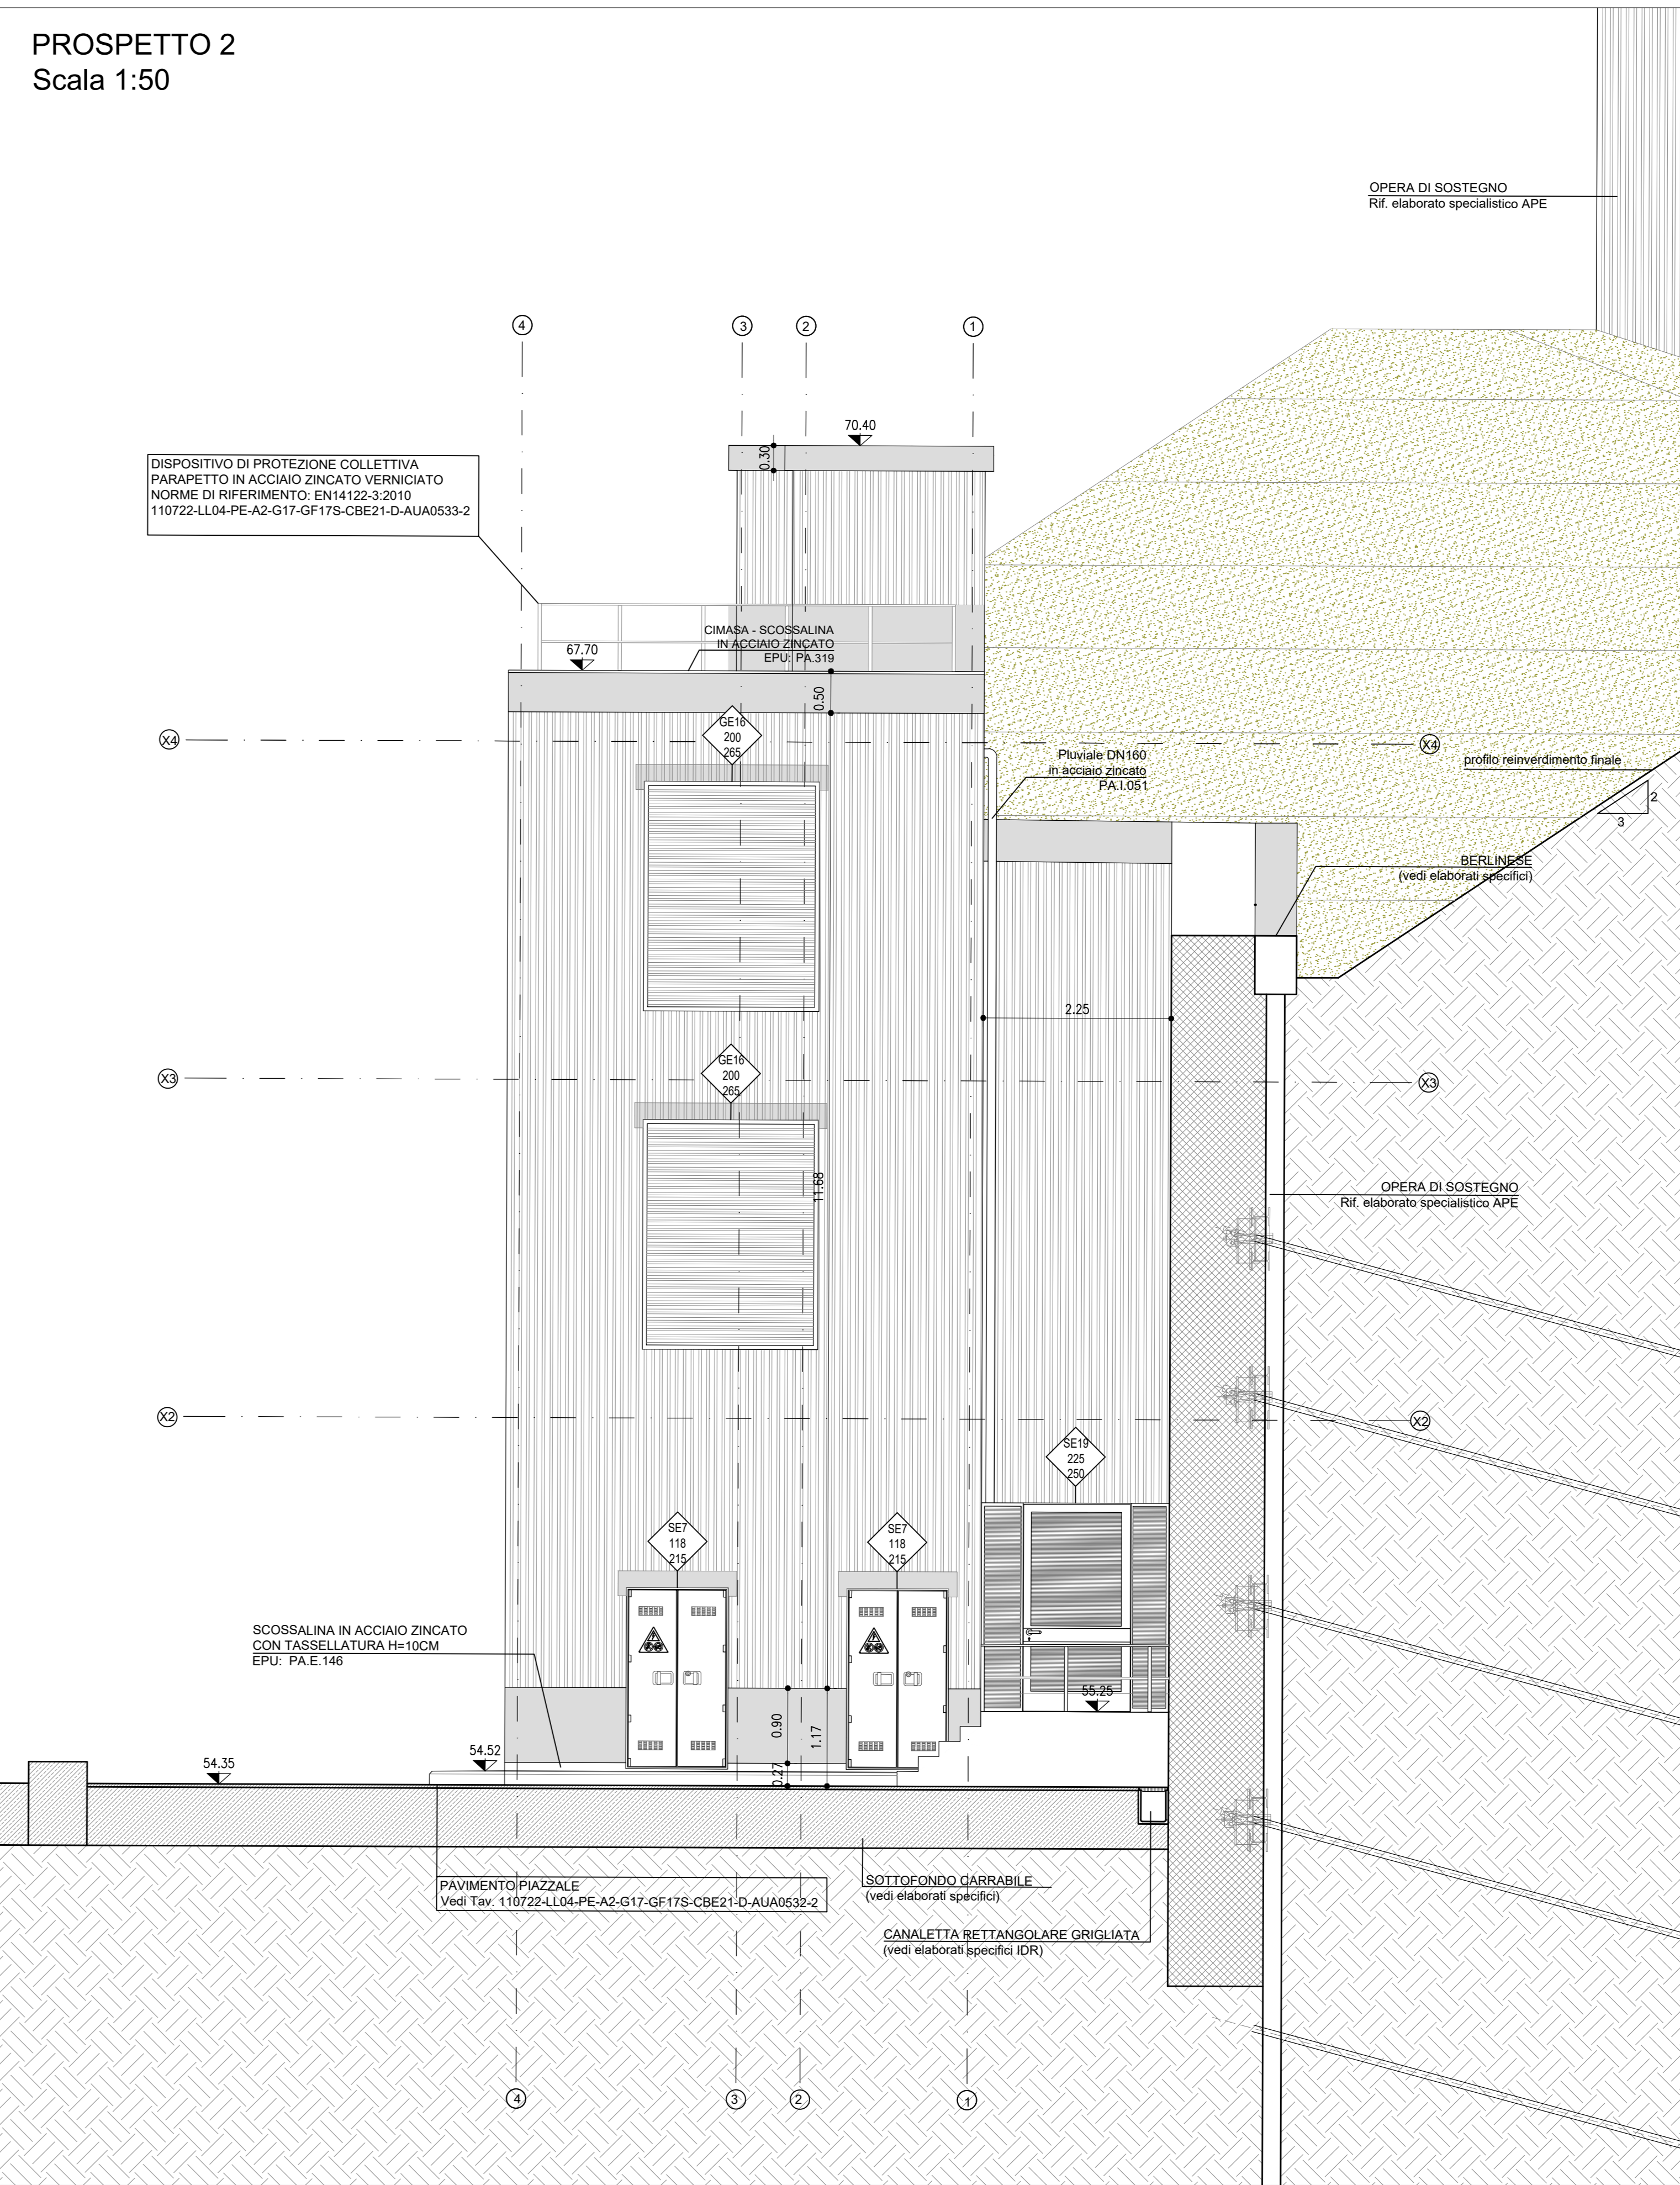 PROSPETTO 2
Scala 1:50
OPERA DI SOSTEGNO
Rif. elaborato specialistico APE
4
3
2
1
70.40
0.30
DISPOSITIVO DI PROTEZIONE COLLETTIVA
PARAPETTO IN ACCIAIO ZINCATO VERNICIATO
NORME DI RIFERIMENTO: EN14122-3:2010
110722-LL04-PE-A2-G17-GF17S-CBE21-D-AUA0533-2
CIMASA - SCOSSALINA
IN ACCIAIO ZINCATO
EPU: PA.319
67.70
0.50
GE16
200
265
X4
X4
Pluviale DN160
in acciaio zincato
PA.I.051
profilo reinverdimento finale
2
3
BERLINESE
(vedi elaborati specifici)
2.25
GE16
200
265
X3
X3
11.68
OPERA DI SOSTEGNO
Rif. elaborato specialistico APE
X2
X2
SE19
225
250
SE7
118
215
SE7
118
215
SCOSSALINA IN ACCIAIO ZINCATO
CON TASSELLATURA H=10CM
EPU: PA.E.146
55.25
0.90
1.17
0.27
54.52
54.35
PAVIMENTO PIAZZALE
Vedi Tav. 110722-LL04-PE-A2-G17-GF17S-CBE21-D-AUA0532-2
SOTTOFONDO CARRABILE
(vedi elaborati specifici)
CANALETTA RETTANGOLARE GRIGLIATA
(vedi elaborati specifici IDR)
4
3
2
1